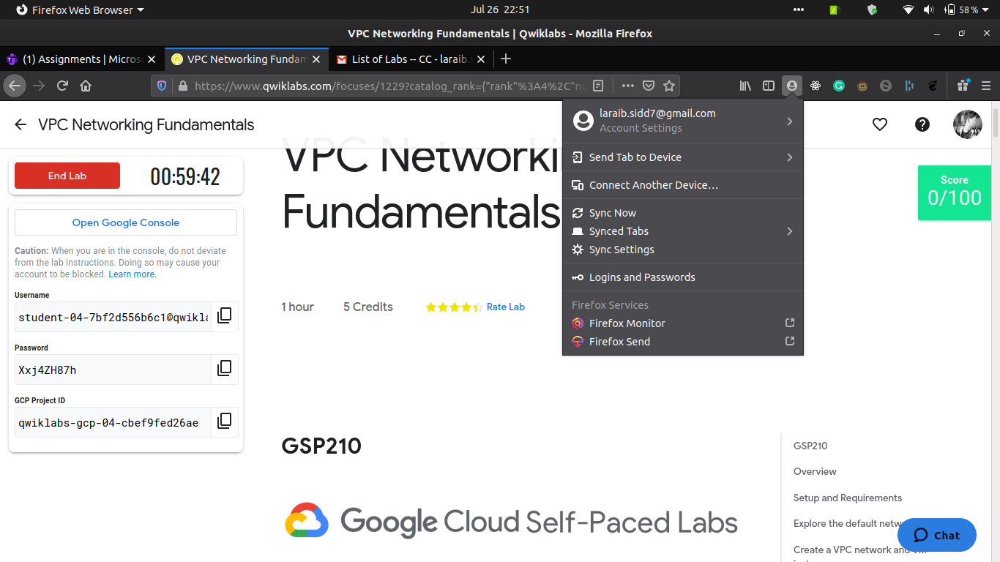 Firefox Web Browser
Jul 26 22:51
58 %
VPC Networking Fundamentals | Qwiklabs - Mozilla Firefox
(1) Assignments | Micros
VPC Networking Fundam
List of Labs -- CC - laraib.s
https://www.qwiklabs.com/focuses/1229?catalog_rank={"rank"%3A4%2C"nu
VPC Networking Fundamentals
End Lab
00:59:42
Open Google Console
Caution: When you are in the console, do not deviate
from the lab instructions. Doing so may cause your
account to be blocked. Learn more.
Username
student-04-7bf2d556b6c1@qwikla
Password
Xxj4ZH87h
GCP Project ID
qwiklabs-gcp-04-cbef9fed26ae
VPC Networki
Fundamentals
1 hour
5 Credits
Rate Lab
GSP210
Google Cloud Self-Paced Labs
laraib.sidd7@gmail.com
Account Settings
Send Tab to Device
Connect Another Device…
Sync Now
Synced Tabs
Sync Settings
Logins and Passwords
Firefox Services
Firefox Monitor
Firefox Send
Score
0/100
GSP210
Overview
Setup and Requirements
Explore the default netw
Create a VPC network and VM
Chat